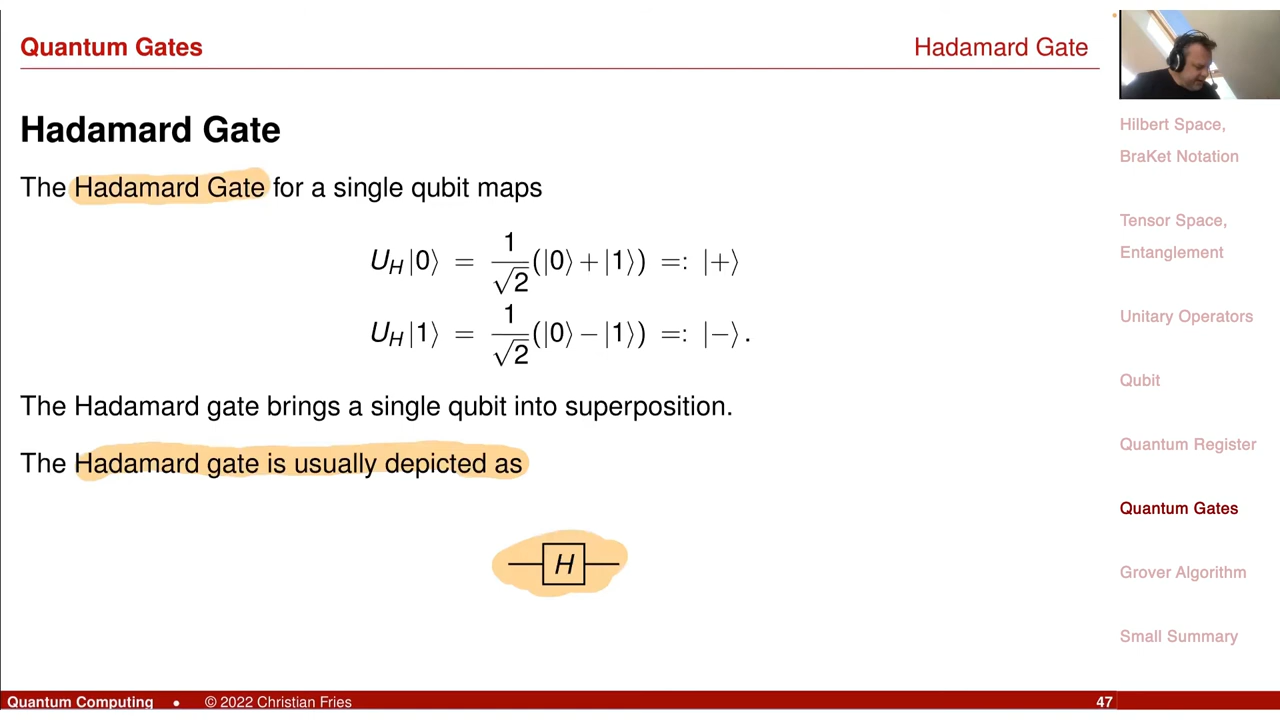 Quantum Gates
Hadamard Gate
Hadamard Gate
The Hadamard Gate for a single qubit maps
U_H|0⟩ = 1/√2 (|0⟩ + |1⟩) =: |+⟩
U_H|1⟩ = 1/√2 (|0⟩ − |1⟩) =: |−⟩.
The Hadamard gate brings a single qubit into superposition.
The Hadamard gate is usually depicted as
H
Hilbert Space,
BraKet Notation
Tensor Space,
Entanglement
Unitary Operators
Qubit
Quantum Register
Quantum Gates
Grover Algorithm
Small Summary
Quantum Computing • © 2022 Christian Fries 47